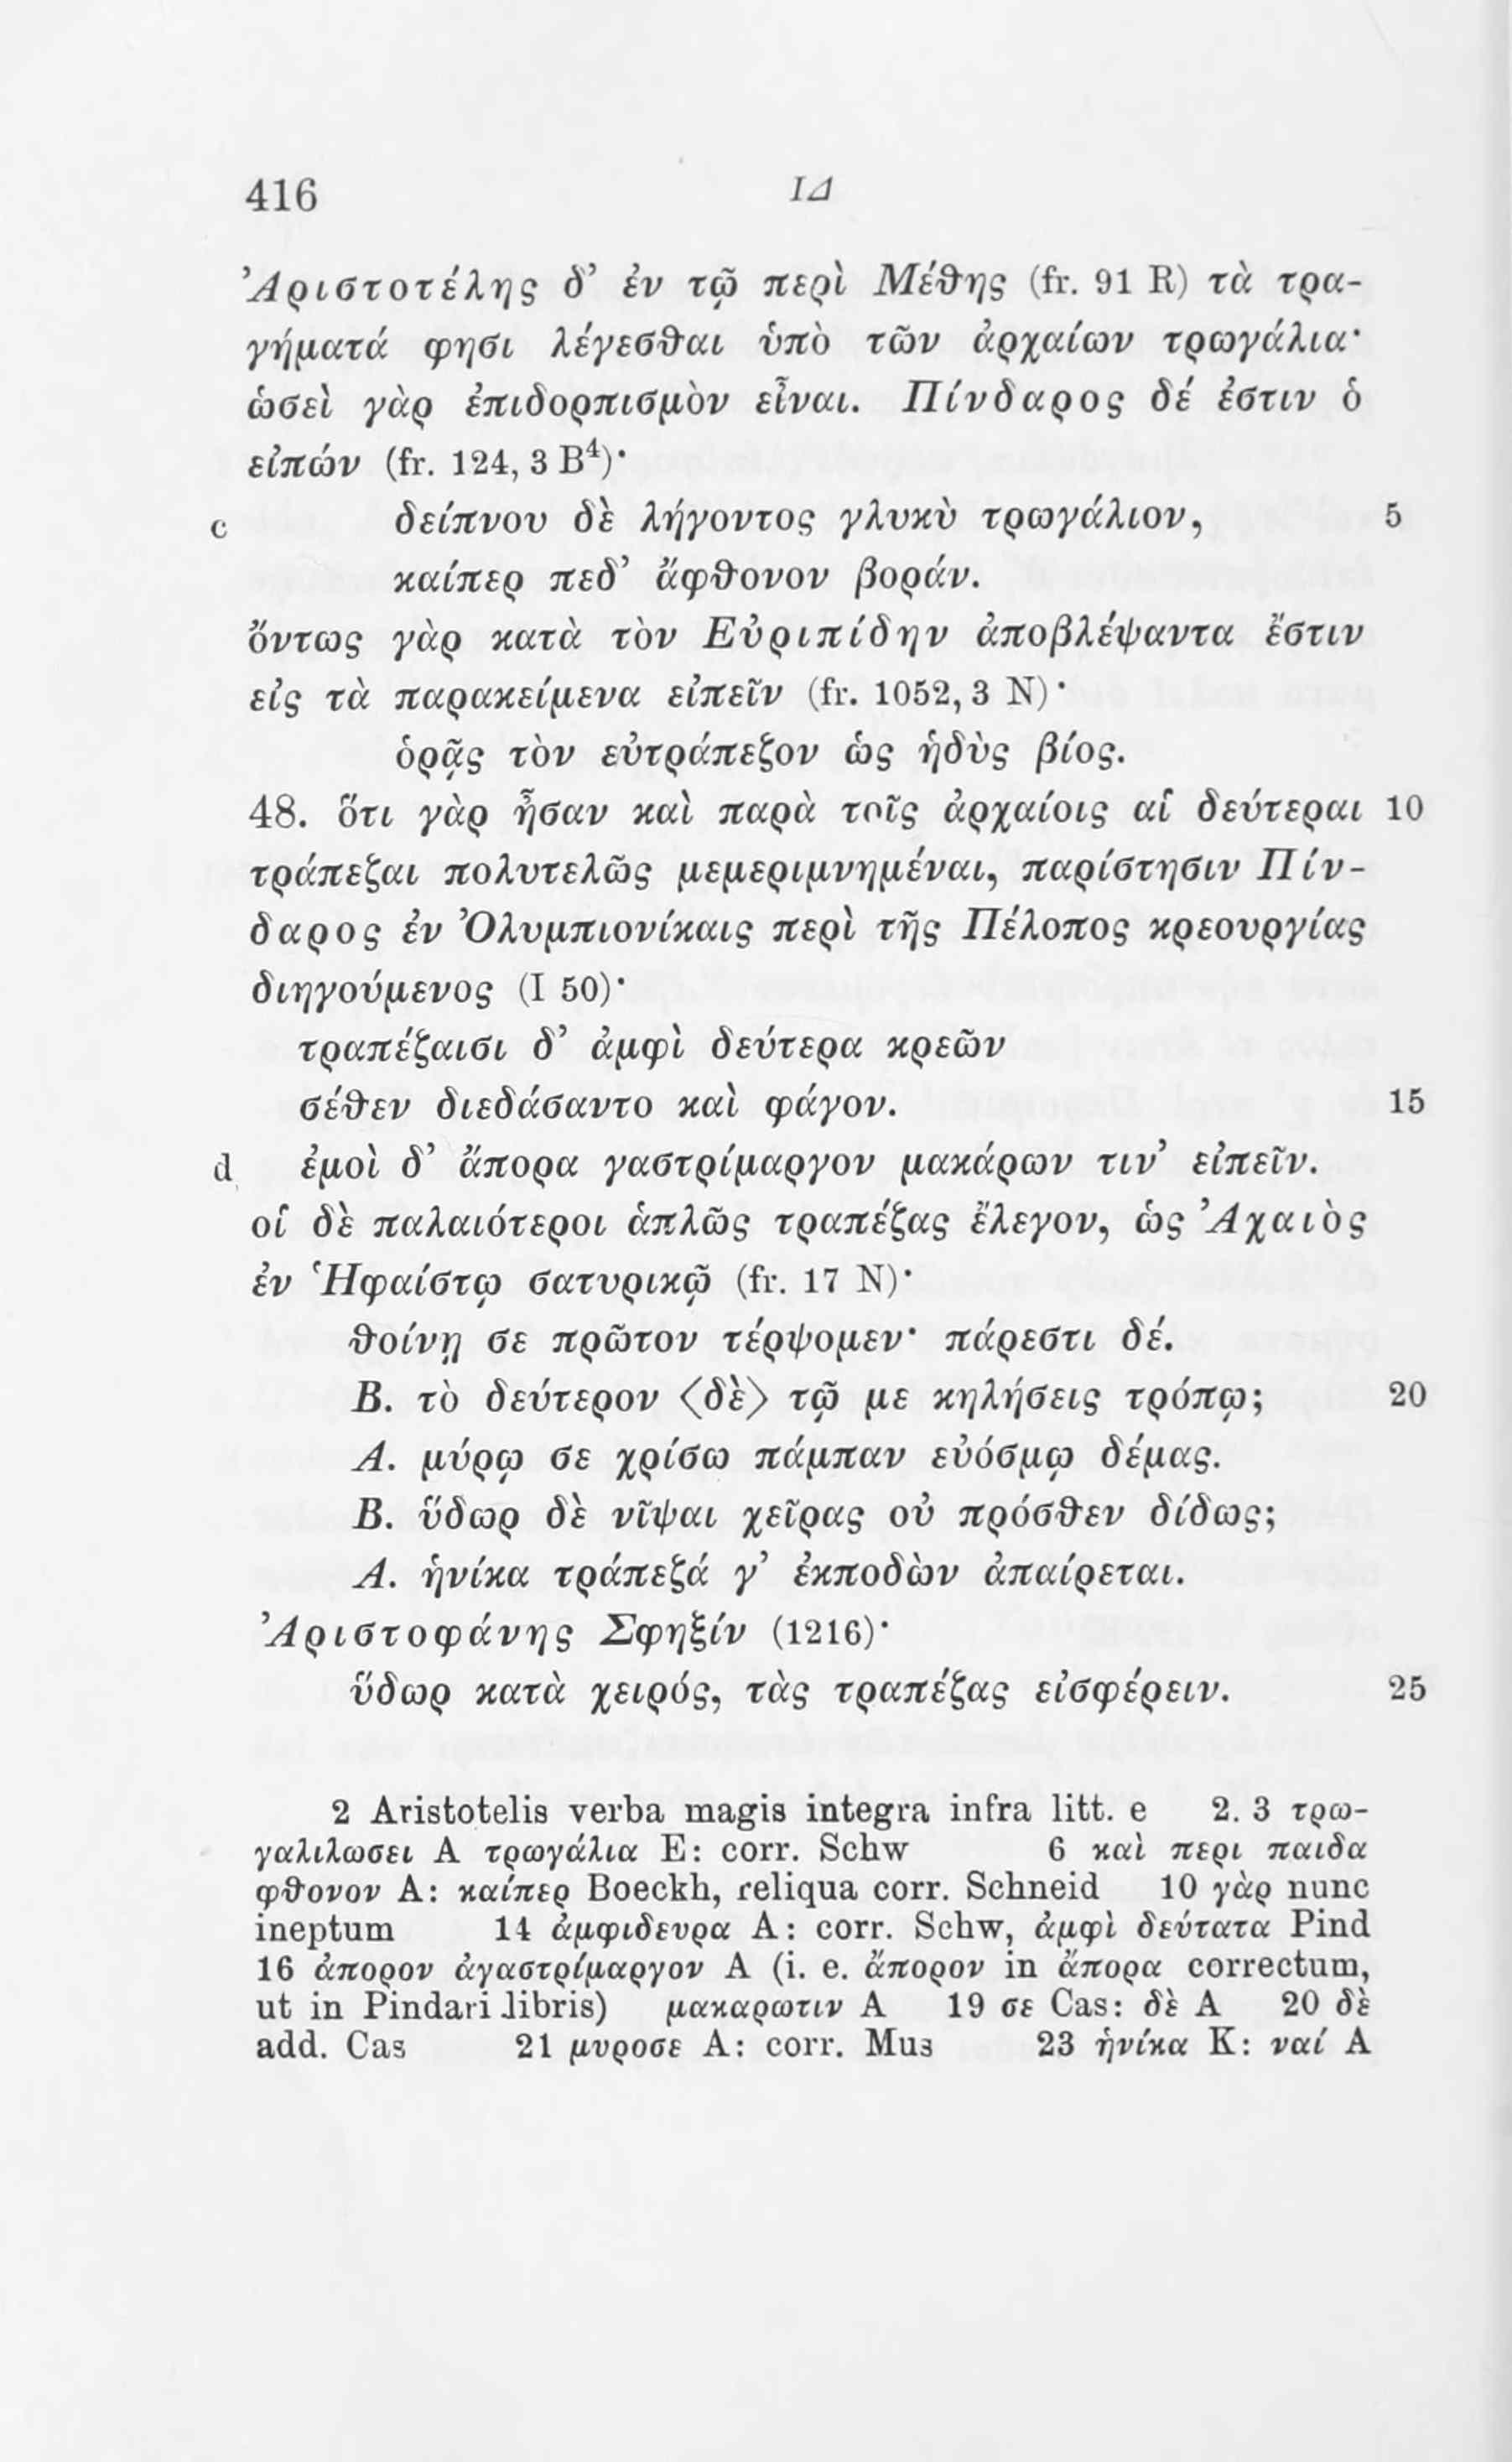 416
ΙΔ
Ἀριστοτέλης δ’ ἐν τῷ περὶ Μέθης (fr. 91 R) τὰ τρα-
γήματά φησι λέγεσθαι ὑπὸ τῶν ἀρχαίων τρωγάλια·
ὡσεὶ γὰρ ἐπιδορπισμὸν εἶναι. Πίνδαρος δέ ἐστιν ὁ
εἰπών (fr. 124, 3 B⁴)·
c δείπνου δὲ λήγοντος γλυκὺ τρωγάλιον, 5
καίπερ πεδ’ ἄφθονον βοράν.
ὄντως γὰρ κατὰ τὸν Εὐριπίδην ἀποβλέψαντα ἔστιν
εἰς τὰ παρακείμενα εἰπεῖν (fr. 1052, 3 N)·
ὁρᾷς τὸν εὐτράπεζον ὡς ἡδὺς βίος.
48. ὅτι γὰρ ἦσαν καὶ παρὰ τοῖς ἀρχαίοις αἱ δεύτεραι 10
τράπεζαι πολυτελῶς μεμεριμνημέναι, παρίστησιν Πίν-
δαρος ἐν Ὀλυμπιονίκαις περὶ τῆς Πέλοπος κρεουργίας
διηγούμενος (I 50)·
τραπέζαισι δ’ ἀμφὶ δεύτερα κρεῶν
σέθεν διεδάσαντο καὶ φάγον. 15
d ἐμοὶ δ’ ἄπορα γαστρίμαργον μακάρων τιν’ εἰπεῖν.
οἱ δὲ παλαιότεροι ἁπλῶς τραπέζας ἔλεγον, ὡς Ἀχαιὸς
ἐν Ἡφαίστῳ σατυρικῷ (fr. 17 N)·
θοίνῃ σε πρῶτον τέρψομεν· πάρεστι δέ.
Β. τὸ δεύτερον ⟨δὲ⟩ τῷ με κηλήσεις τρόπῳ; 20
Α. μύρῳ σε χρίσω πάμπαν εὐόσμῳ δέμας.
Β. ὕδωρ δὲ νῖψαι χεῖρας οὐ πρόσθεν δίδως;
Α. ἡνίκα τράπεζά γ’ ἐκποδὼν ἀπαίρεται.
Ἀριστοφάνης Σφηξίν (1216)·
ὕδωρ κατὰ χειρός, τὰς τραπέζας εἰσφέρειν. 25
2 Aristotelis verba magis integra infra litt. e 2. 3 τρω-
γαλιλωσει A τρωγάλια E: corr. Schw 6 καὶ περι παιδα
φθονον A: καίπερ Boeckh, reliqua corr. Schneid 10 γὰρ nunc
ineptum 14 ἀμφιδευρα A: corr. Schw, ἀμφὶ δεύτατα Pind
16 ἀπορον ἀγαστρίμαργον A (i. e. ἄπορον in ἄπορα correctum,
ut in Pindari libris) μακαρωτιν A 19 σε Cas: δὲ A 20 δὲ
add. Cas 21 μυροσε A: corr. Mus 23 ἡνίκα K: ναί A